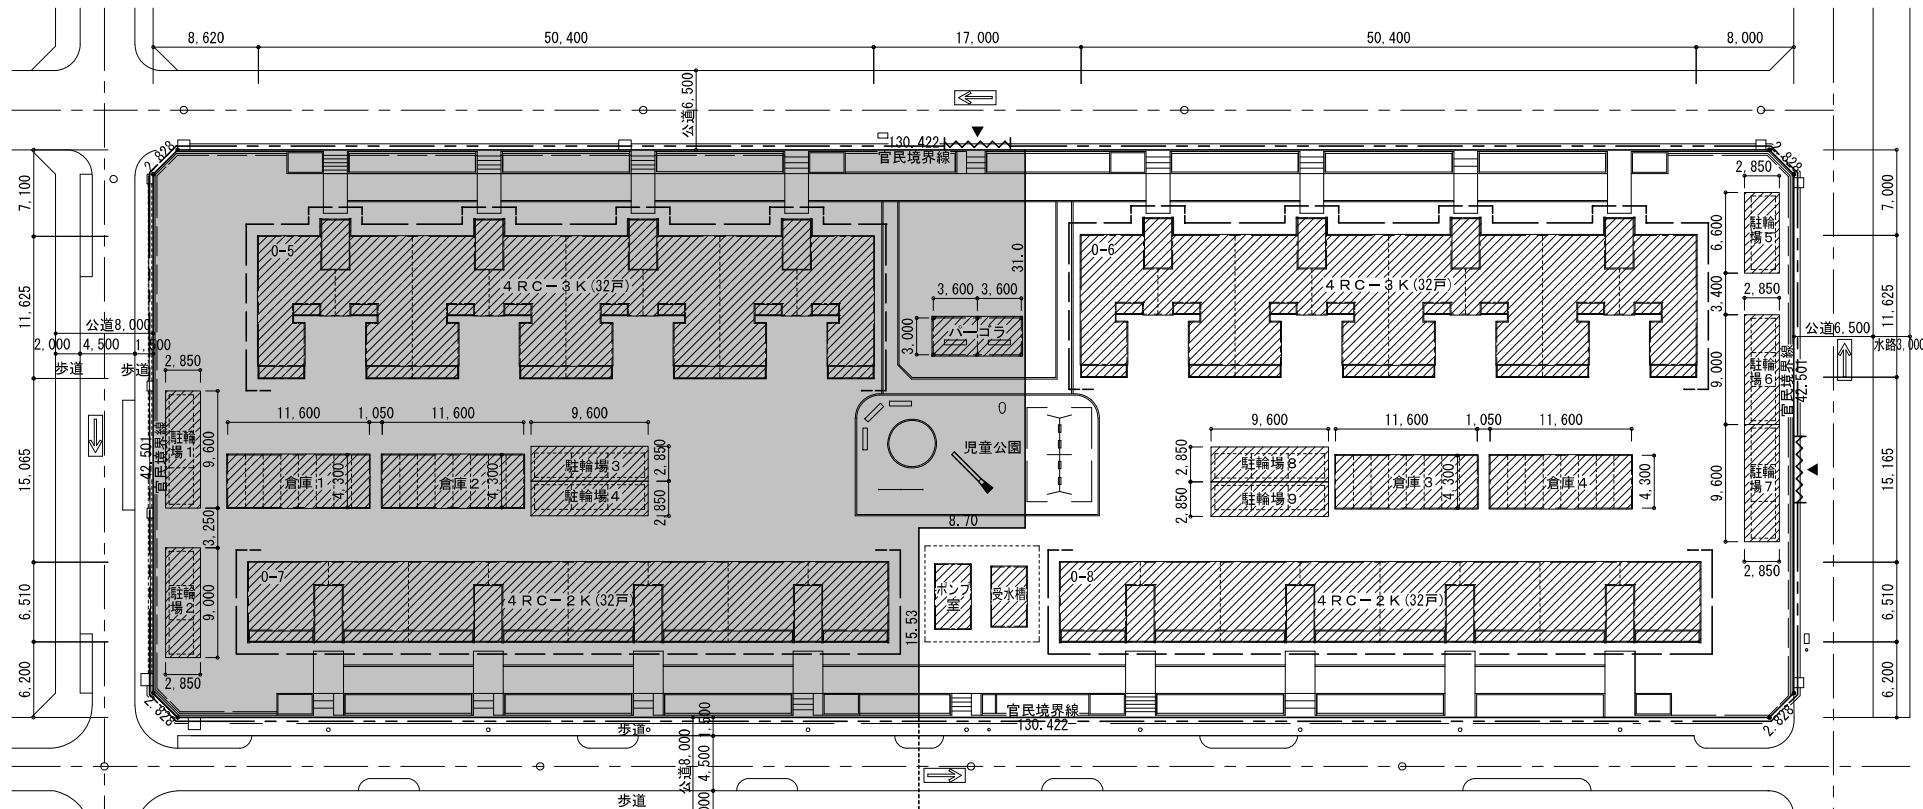 8,620
50,400
17,000
50,400
8,000
公道6,500
130.422
官民境界線
2.828
2.828
2,850
7,100
7,000
6,600
駐輪
場5
O-5
O-6
31.0
4RC-3K(32戸)
4RC-3K(32戸)
3,600
3,600
3,000
パーゴラ
3,400
2,850
11,625
11,625
公道8,000
2,000
4,500
1,500
歩道
歩道
2,850
公道6,500
水路3,000
駐輪
場6
9,000
官民境界線
42.501
11,600
1,050
11,600
9,600
9,600
11,600
1,050
11,600
駐輪
場1
9,600
42.501
官民境界線
倉庫1
4,300
倉庫2
4,300
駐輪場3
2,850
駐輪場4
2,850
児童公園
2,850
駐輪場8
2,850
駐輪場9
倉庫3
4,300
倉庫4
4,300
15,065
15,165
9,600
駐輪
場7
3,250
8.70
2,850
O-7
O-8
駐輪
場2
9,000
4RC-2K(32戸)
ポンプ
室
受水槽
4RC-2K(32戸)
15.53
6,510
6,510
2,850
6,200
6,200
2.828
2.828
官民境界線
130.422
歩道
1,500
公道8,000
4,500
歩道